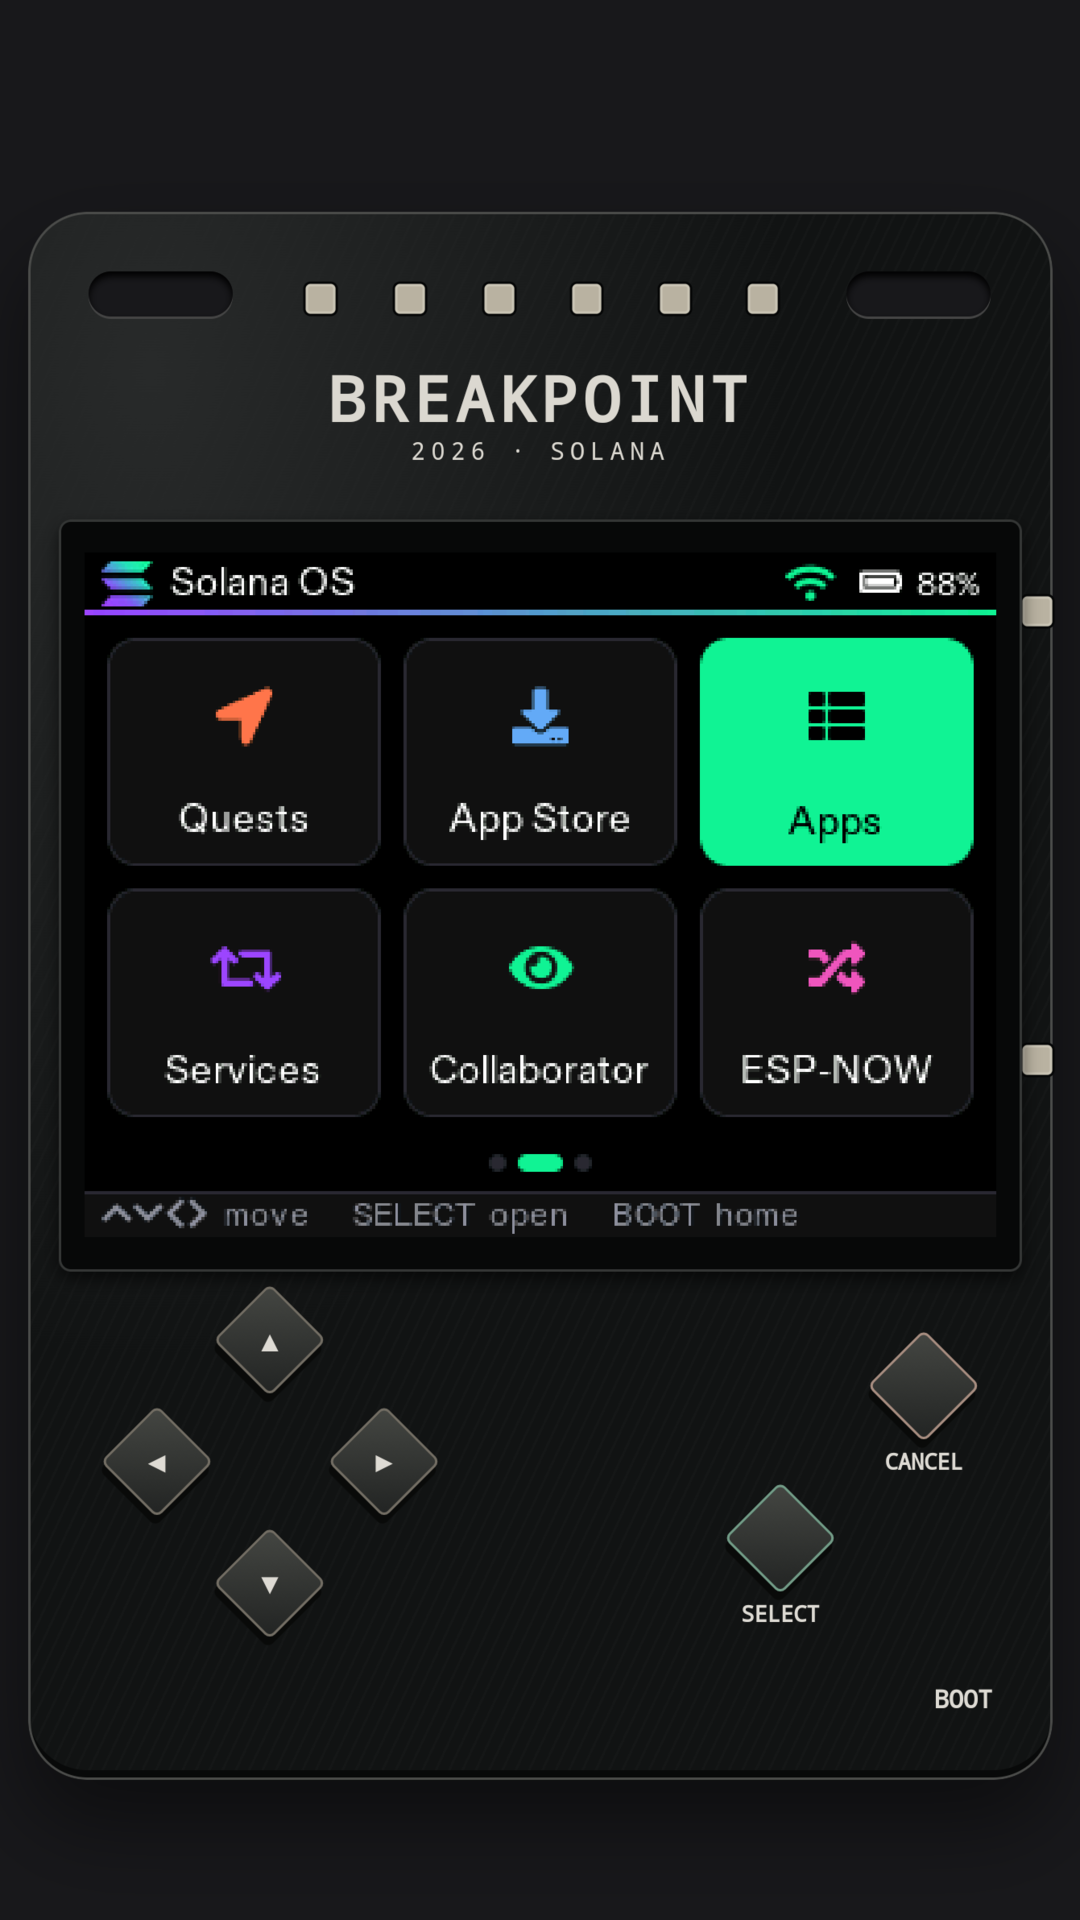 BREAKPOINT
2026 · SOLANA
Solana OS 88%
Quests App Store Apps
Services Collaborator ESP-NOW
move SELECT open BOOT home
CANCEL
SELECT
BOOT